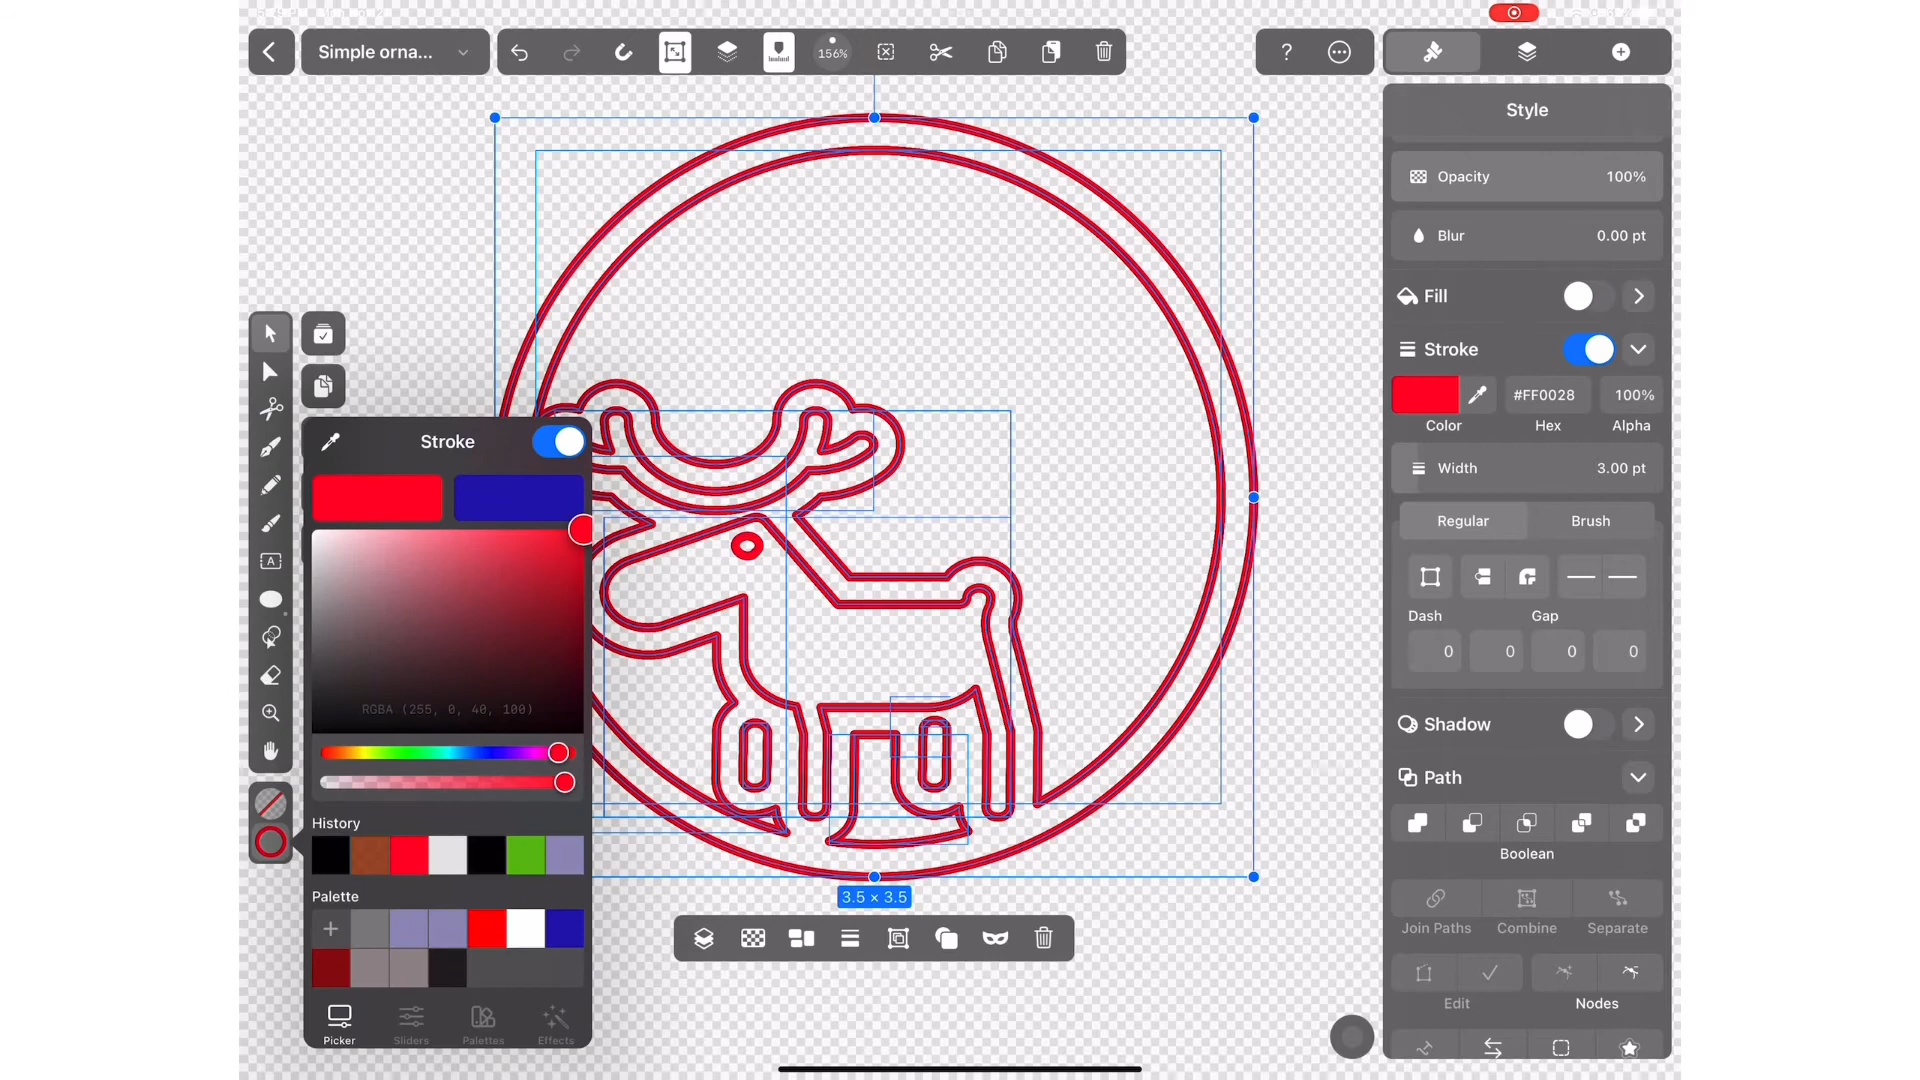 Simple orna...
156%
?
Style
Opacity
100%
Blur
0.00 pt
Fill
Stroke
#FF0028
100%
Color
Hex
Alpha
Width
3.00 pt
Regular
Brush
Dash
Gap
0
0
0
0
Shadow
Path
Boolean
Join Paths
Combine
Separate
Edit
Nodes
Stroke
RGBA (255, 0, 40, 100)
History
Palette
Picker
Sliders
Palettes
Effects
A
3.5 × 3.5